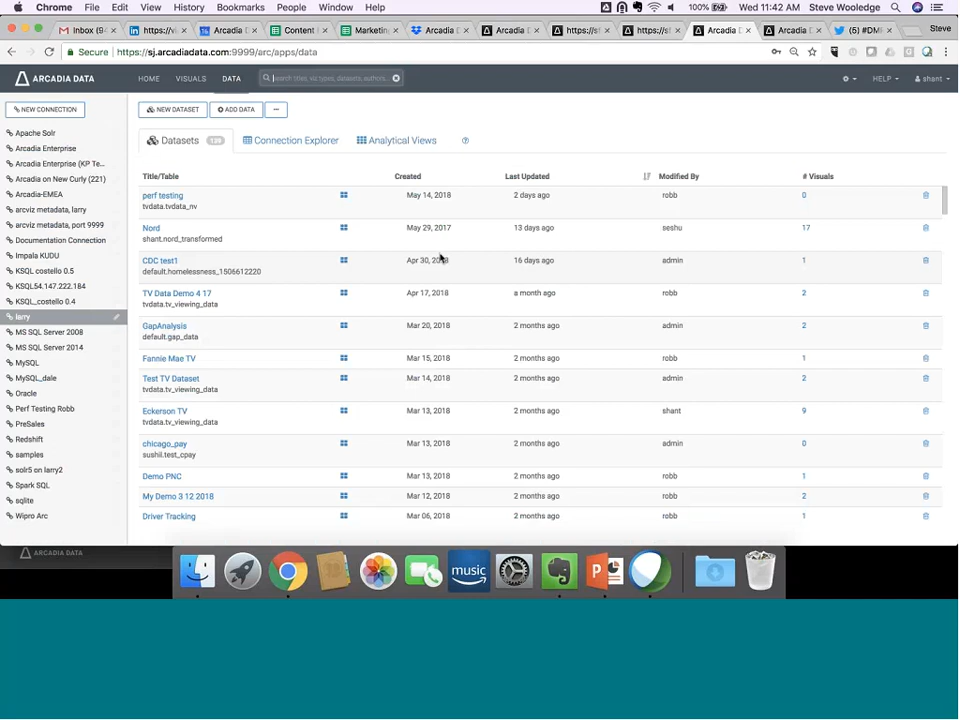 Chrome File Edit View History Bookmarks People Window Help 100% Wed 11:42 AM Steve Wooledge
Inbox (94 https://vi Arcadia D Content Marketing Arcadia D Arcadia D https://s https://s Arcadia D Arcadia D (5) #DM Steve
Secure https://sj.arcadiadata.com:9999/arc/apps/data
ARCADIA DATA HOME VISUALS DATA search titles, viz types, datasets, authors... HELP shant
NEW CONNECTION NEW DATASET ADD DATA ...
Apache Solr
Arcadia Enterprise
Arcadia Enterprise (KP Te...
Arcadia on New Curly (221)
Arcadia-EMEA
arcviz metadata, larry
arcviz metadata, port 9999
Documentation Connection
Impala KUDU
KSQL costello 0.5
KSQL54.147.222.184
KSQL_costello 0.4
larry
MS SQL Server 2008
MS SQL Server 2014
MySQL
MySQL_dale
Oracle
Perf Testing Robb
PreSales
Redshift
samples
solr5 on larry2
Spark SQL
sqlite
Wipro Arc
Datasets Connection Explorer Analytical Views ?
Title/Table Created Last Updated Modified By # Visuals
perf testing May 14, 2018 2 days ago robb 0
tvdata.tvdata_nv
Nord May 29, 2017 13 days ago seshu 17
shant.nord_transformed
CDC test1 Apr 30, 2018 16 days ago admin 1
default.homelessness_1506612220
TV Data Demo 4 17 Apr 17, 2018 a month ago robb 2
tvdata.tv_viewing_data
GapAnalysis Mar 20, 2018 2 months ago admin 2
default.gap_data
Fannie Mae TV Mar 15, 2018 2 months ago robb 1
Test TV Dataset Mar 14, 2018 2 months ago admin 2
tvdata.tv_viewing_data
Eckerson TV Mar 13, 2018 2 months ago shant 9
tvdata.tv_viewing_data
chicago_pay Mar 13, 2018 2 months ago admin 0
sushil.test_cpay
Demo PNC Mar 13, 2018 2 months ago robb 1
My Demo 3 12 2018 Mar 12, 2018 2 months ago robb 2
Driver Tracking Mar 06, 2018 2 months ago robb 1
ARCADIA DATA
music